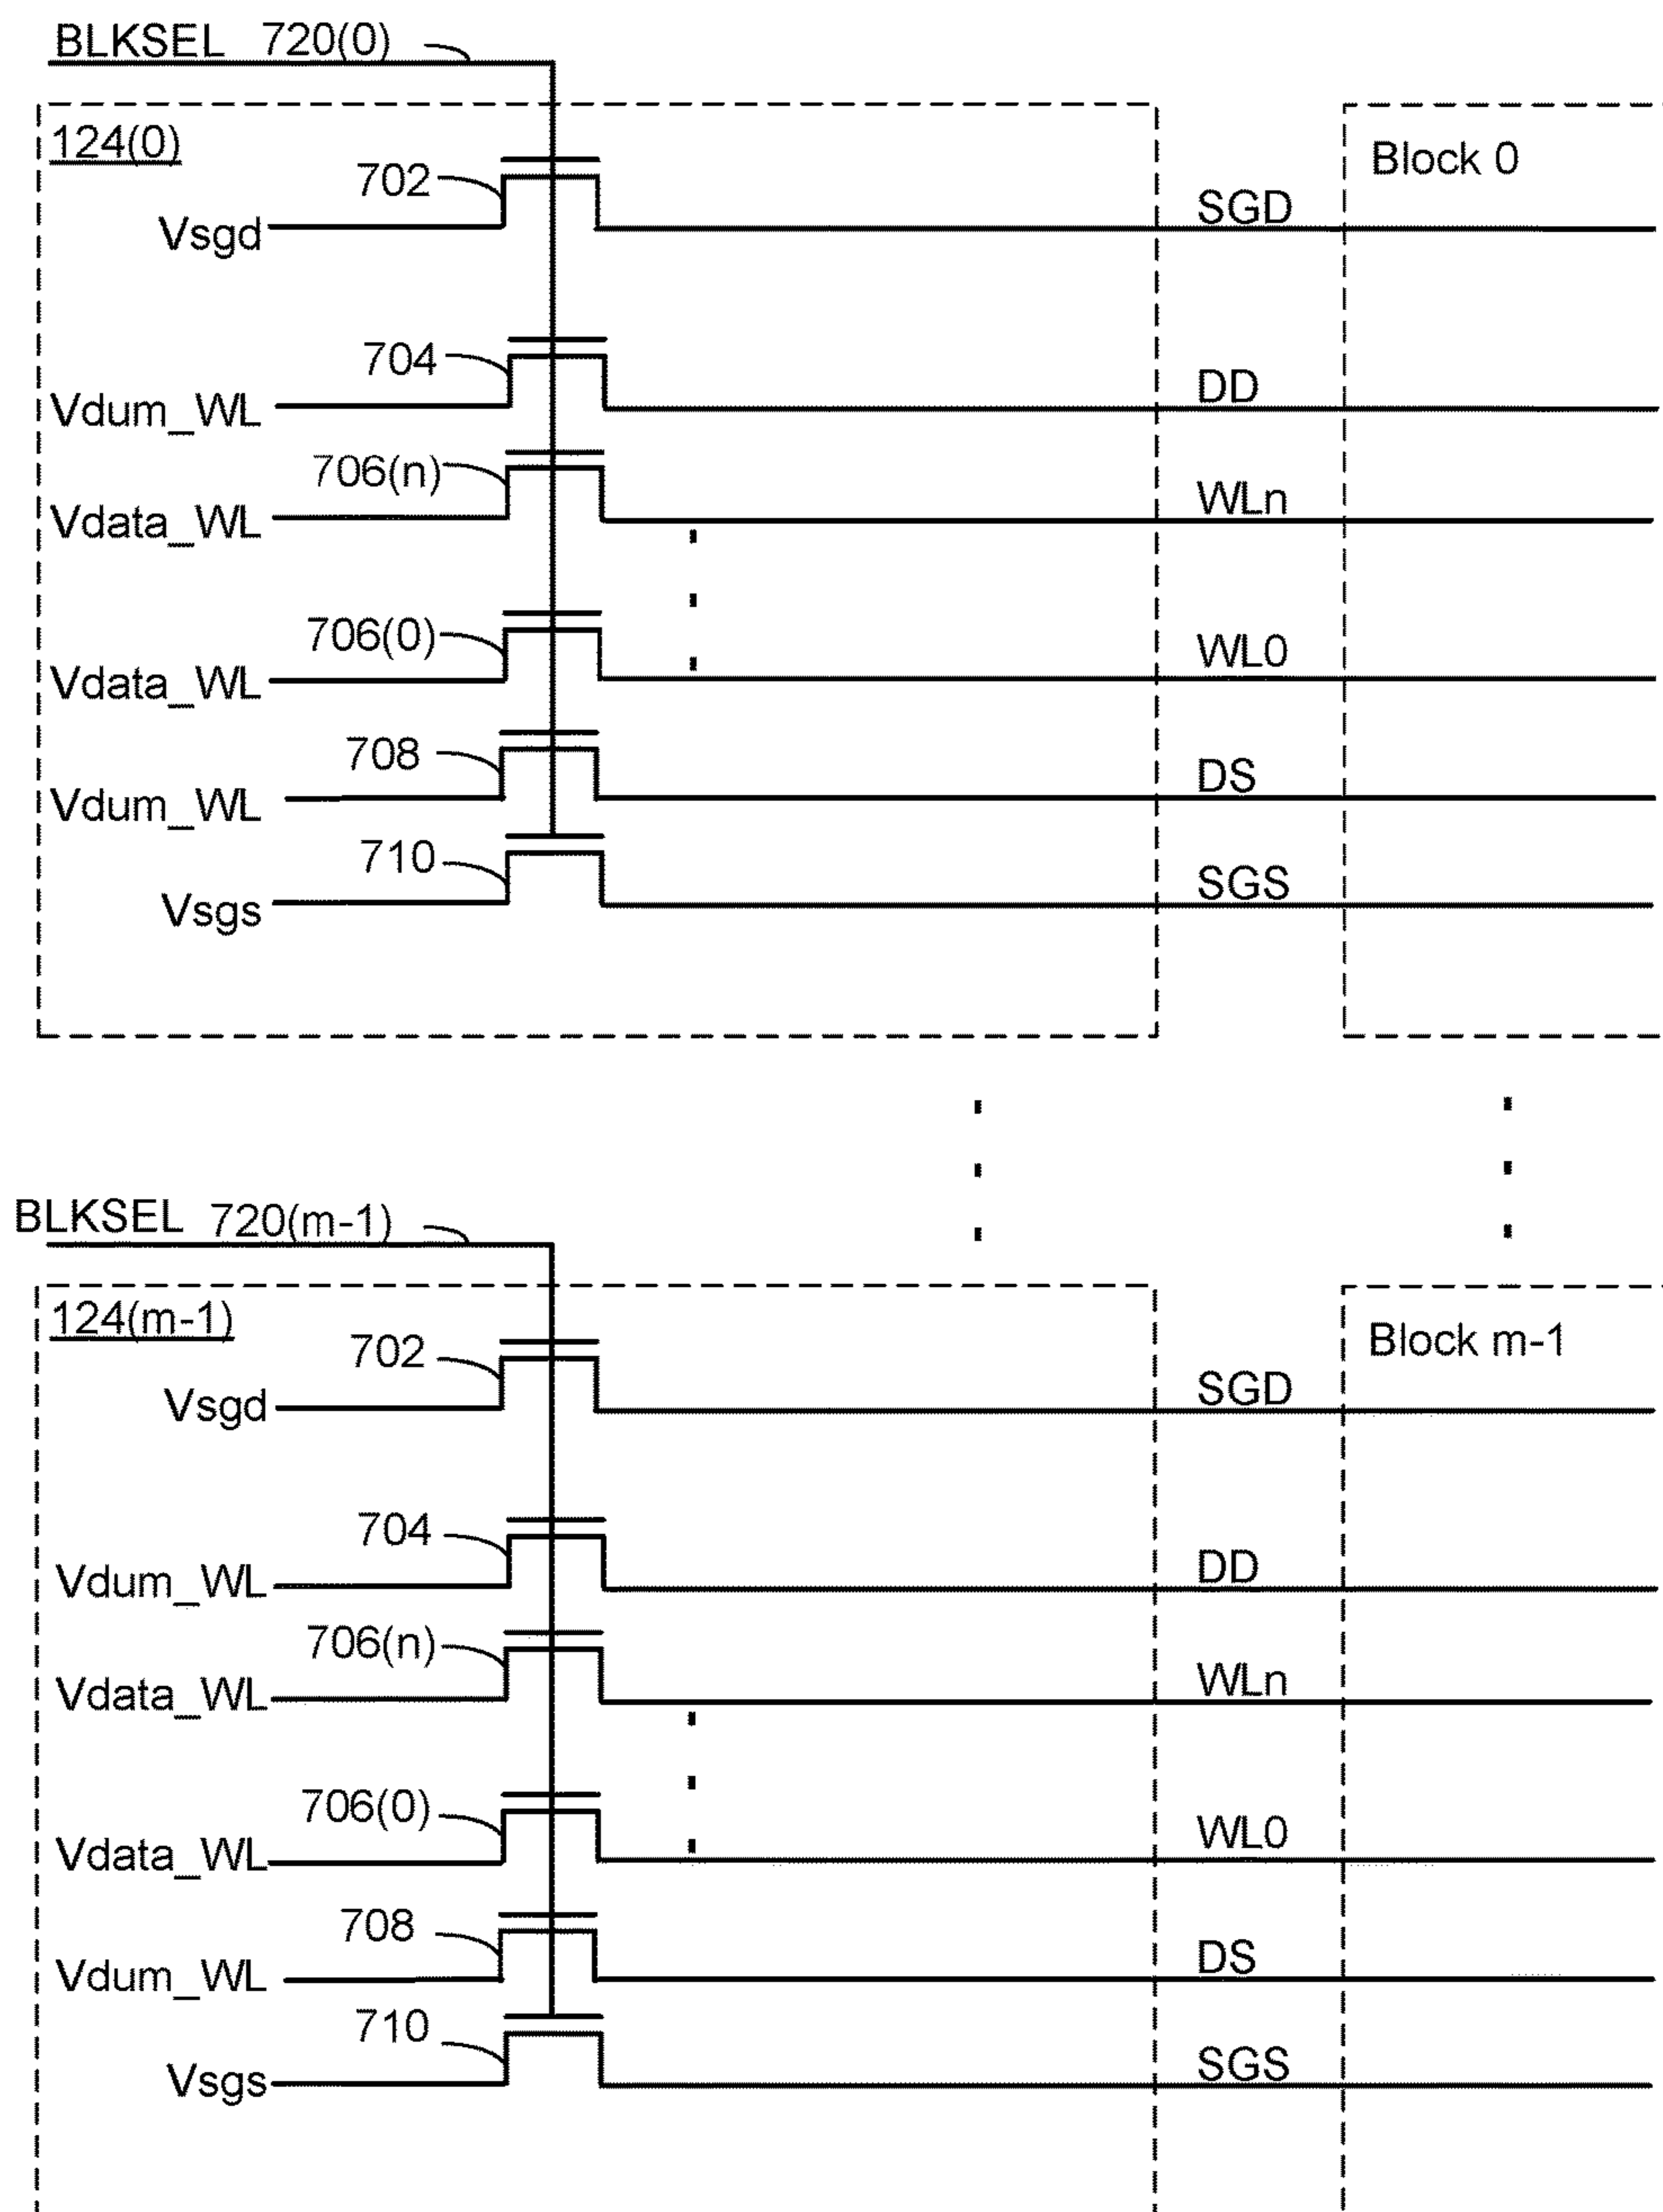 BLKSEL 720(0)
124(0)
Block 0
702
Vsgd
SGD
704
Vdum_WL
DD
706(n)
Vdata_WL
WLn
706(0)
Vdata_WL
WL0
708
Vdum_WL
DS
710
Vsgs
SGS
BLKSEL 720(m-1)
124(m-1)
Block m-1
702
Vsgd
SGD
704
Vdum_WL
DD
706(n)
Vdata_WL
WLn
706(0)
Vdata_WL
WL0
708
Vdum_WL
DS
710
Vsgs
SGS